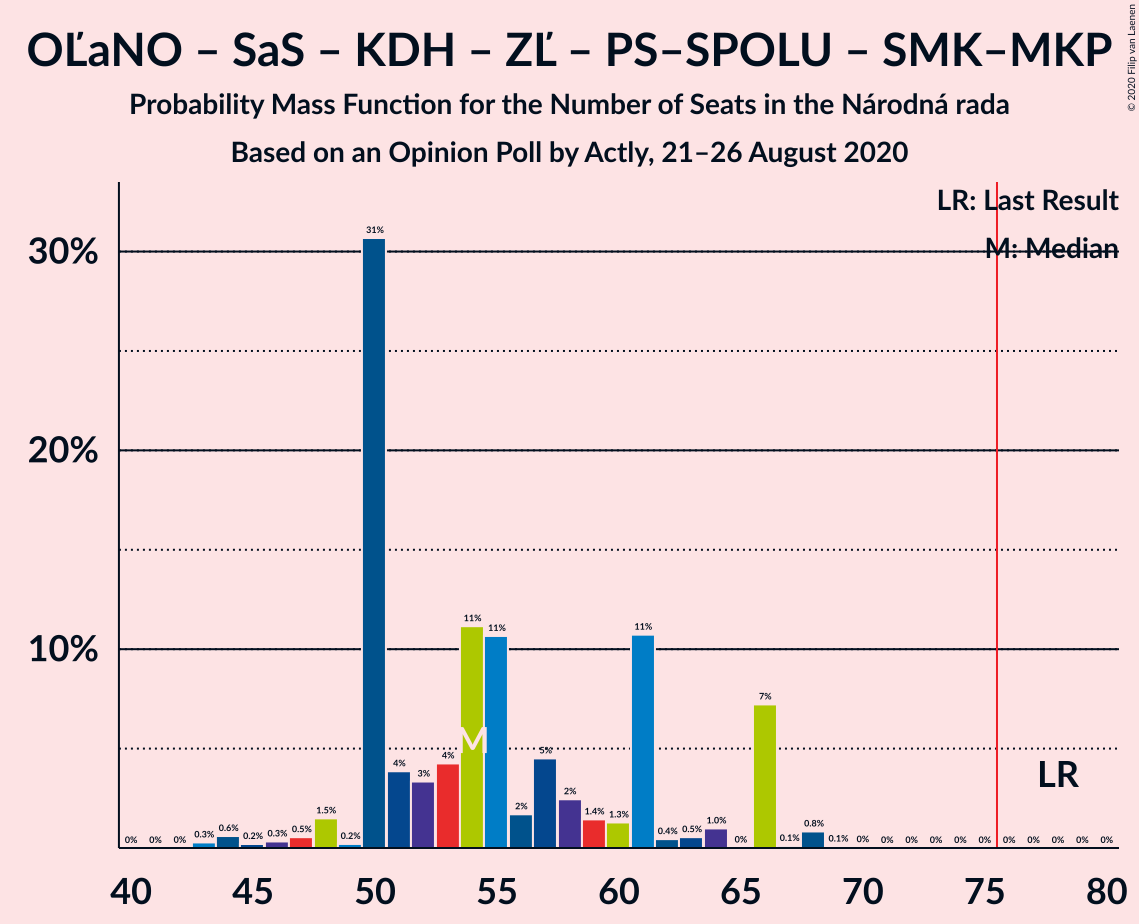 OĽaNO – SaS – KDH – ZĽ – PS–SPOLU – SMK–MKP
Probability Mass Function for the Number of Seats in the Národná rada
Based on an Opinion Poll by Actly, 21–26 August 2020
© 2020 Filip van Laenen
LR: Last Result
M: Median
30%
20%
10%
0% 0% 0% 0.3% 0.6% 0.2% 0.3% 0.5% 1.5% 0.2% 31% 4% 3% 4% 11% 11% 2% 5% 2% 1.4% 1.3% 11% 0.4% 0.5% 1.0% 0% 7% 0.1% 0.8% 0.1% 0% 0% 0% 0% 0% 0% 0% 0% 0% 0% 0%
M
LR
40 45 50 55 60 65 70 75 80